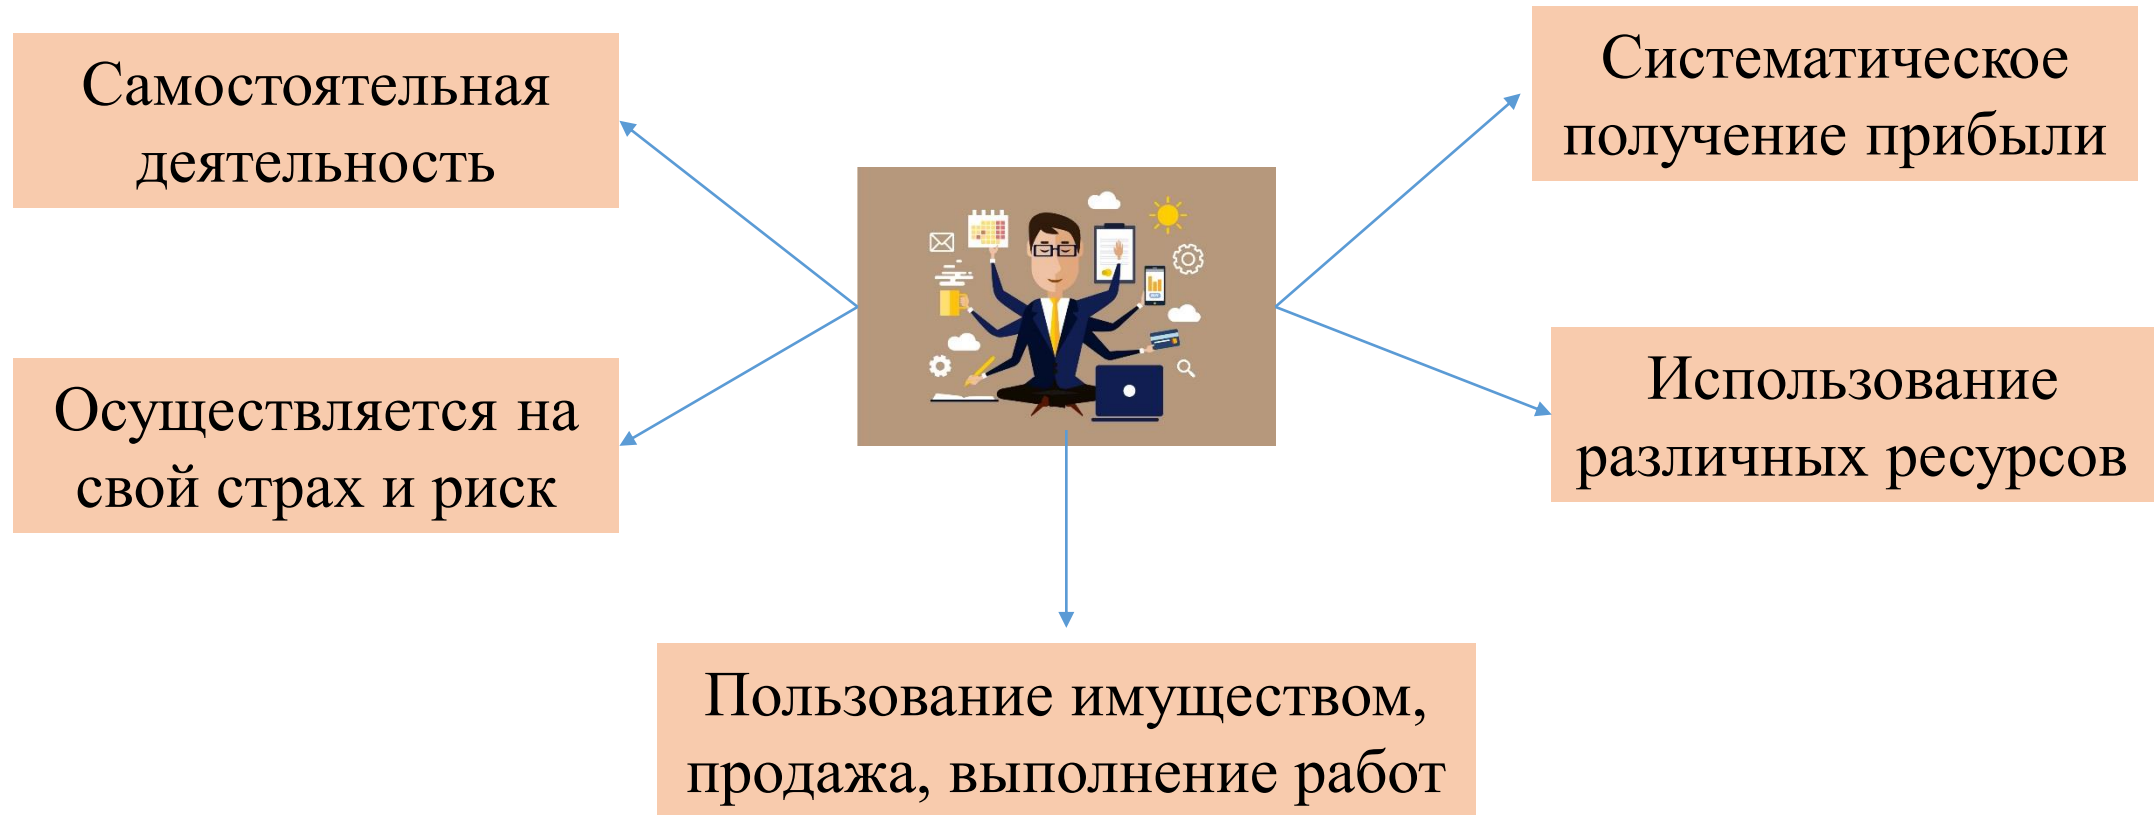 Самостоятельная
деятельность
Систематическое
получение прибыли
Осуществляется на
свой страх и риск
Использование
различных ресурсов
Пользование имуществом,
продажа, выполнение работ